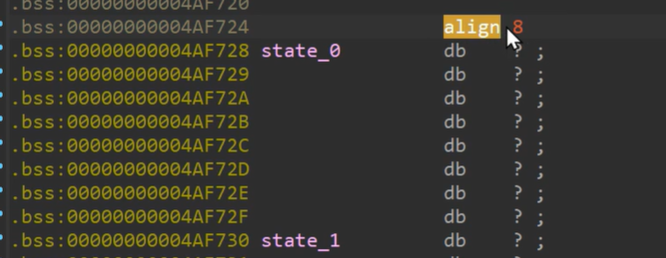 .bss:00000000004AF720
.bss:00000000004AF724 align 8
.bss:00000000004AF728 state_0 db ? ;
.bss:00000000004AF729 db ? ;
.bss:00000000004AF72A db ? ;
.bss:00000000004AF72B db ? ;
.bss:00000000004AF72C db ? ;
.bss:00000000004AF72D db ? ;
.bss:00000000004AF72E db ? ;
.bss:00000000004AF72F db ? ;
.bss:00000000004AF730 state_1 db ? ;